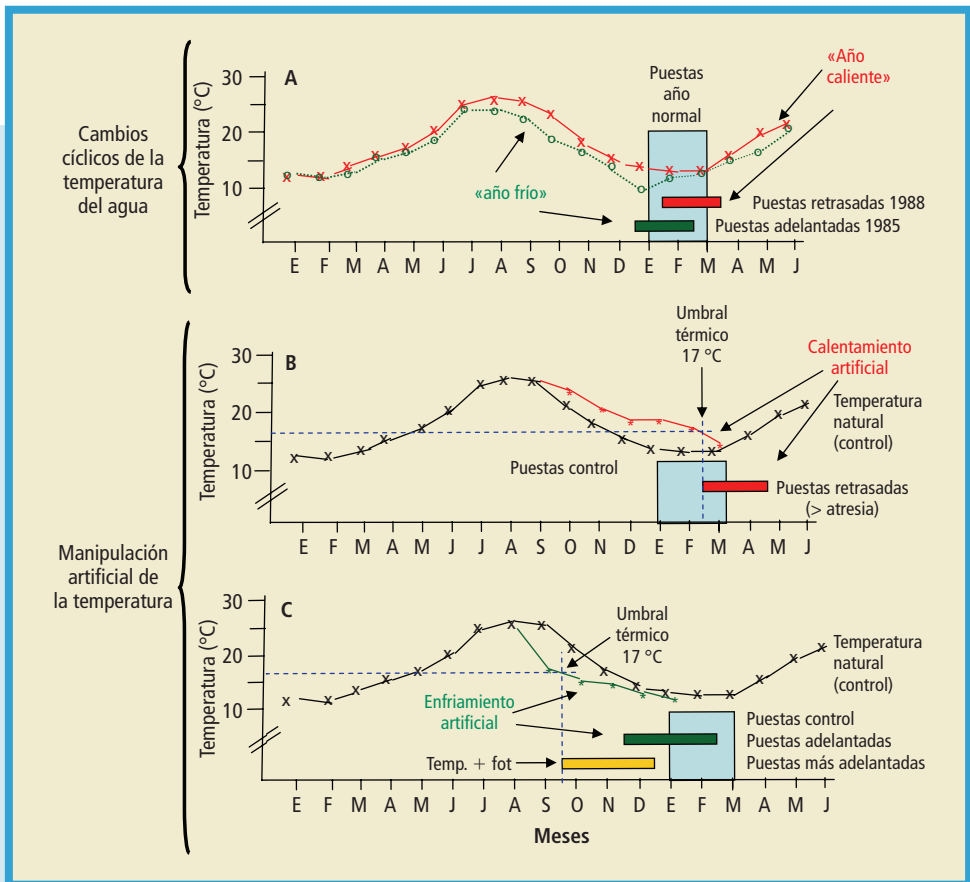 Cambios
cíclicos de la
temperatura
del agua
A
Temperatura (°C)
30
20
10
Puestas
año
normal
«Año
caliente»
«año frío»
Puestas retrasadas 1988
Puestas adelantadas 1985
E F M A M J J A S O N D E F M A M J
Manipulación
artificial de
la temperatura
B
Temperatura (°C)
30
20
10
Umbral
térmico
17 °C
Calentamiento
artificial
Temperatura
natural
(control)
Puestas control
Puestas retrasadas
(> atresia)
E F M A M J J A S O N D E F M A M J
C
Temperatura (°C)
30
20
10
Umbral
térmico
17 °C
Temperatura
natural
(control)
Enfriamiento
artificial
Puestas control
Puestas adelantadas
Temp. + fot
Puestas más adelantadas
E F M A M J J A S O N D E F M A M J
Meses